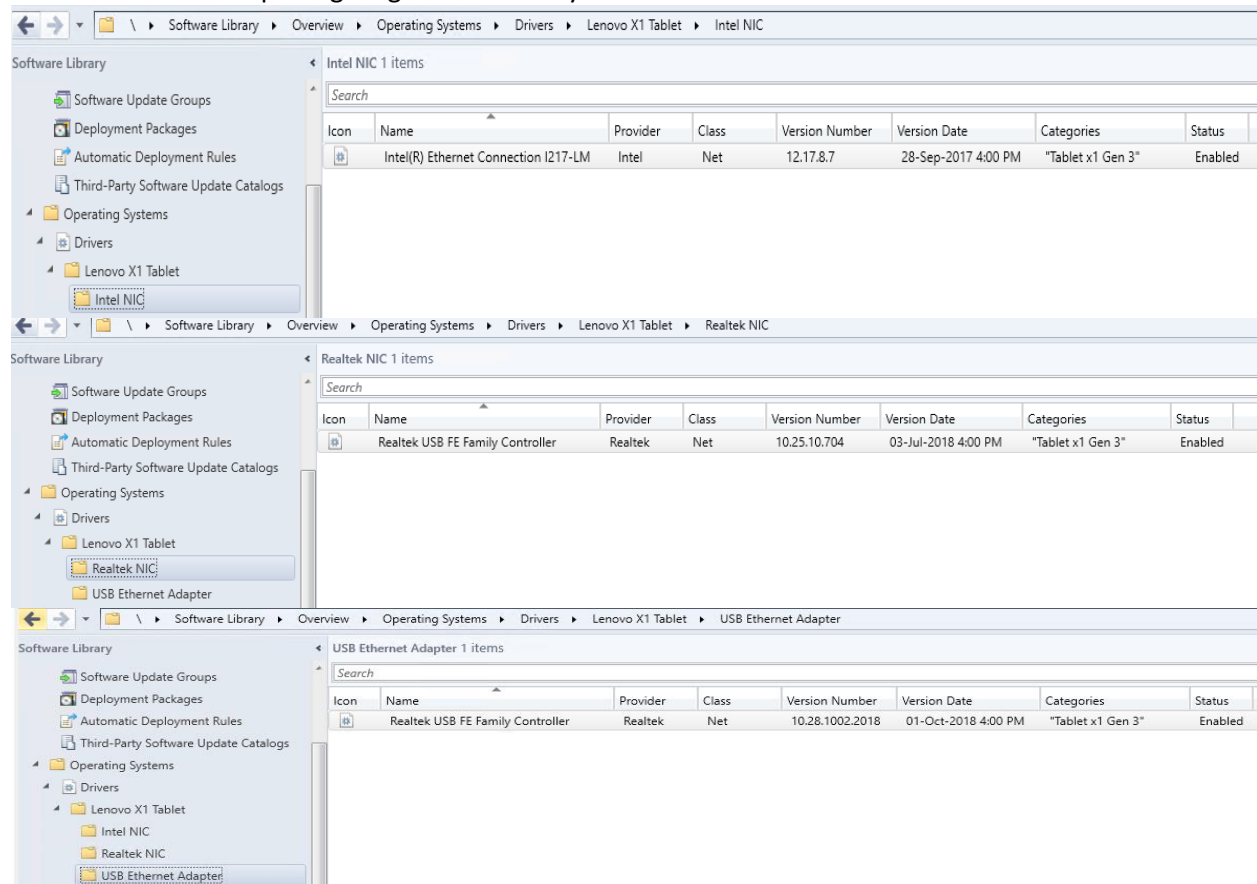 \ Software Library Overview Operating Systems Drivers Lenovo X1 Tablet Intel NIC
Software Library
Software Update Groups
Deployment Packages
Automatic Deployment Rules
Third-Party Software Update Catalogs
Operating Systems
Drivers
Lenovo X1 Tablet
Intel NIC
Intel NIC 1 items
Search
Icon Name Provider Class Version Number Version Date Categories Status
Intel(R) Ethernet Connection I217-LM Intel Net 12.17.8.7 28-Sep-2017 4:00 PM "Tablet x1 Gen 3" Enabled
\ Software Library Overview Operating Systems Drivers Lenovo X1 Tablet Realtek NIC
Software Library
Software Update Groups
Deployment Packages
Automatic Deployment Rules
Third-Party Software Update Catalogs
Operating Systems
Drivers
Lenovo X1 Tablet
Realtek NIC
USB Ethernet Adapter
Realtek NIC 1 items
Search
Icon Name Provider Class Version Number Version Date Categories Status
Realtek USB FE Family Controller Realtek Net 10.25.10.704 03-Jul-2018 4:00 PM "Tablet x1 Gen 3" Enabled
\ Software Library Overview Operating Systems Drivers Lenovo X1 Tablet USB Ethernet Adapter
Software Library
Software Update Groups
Deployment Packages
Automatic Deployment Rules
Third-Party Software Update Catalogs
Operating Systems
Drivers
Lenovo X1 Tablet
Intel NIC
Realtek NIC
USB Ethernet Adapter
USB Ethernet Adapter 1 items
Search
Icon Name Provider Class Version Number Version Date Categories Status
Realtek USB FE Family Controller Realtek Net 10.28.1002.2018 01-Oct-2018 4:00 PM "Tablet x1 Gen 3" Enabled